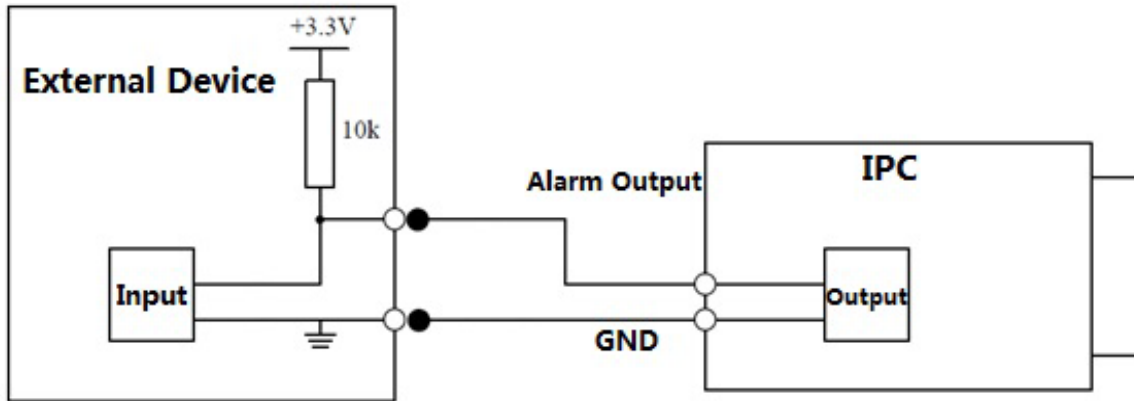 +3.3V
External Device
10k
Alarm Output
IPC
Input
Output
GND